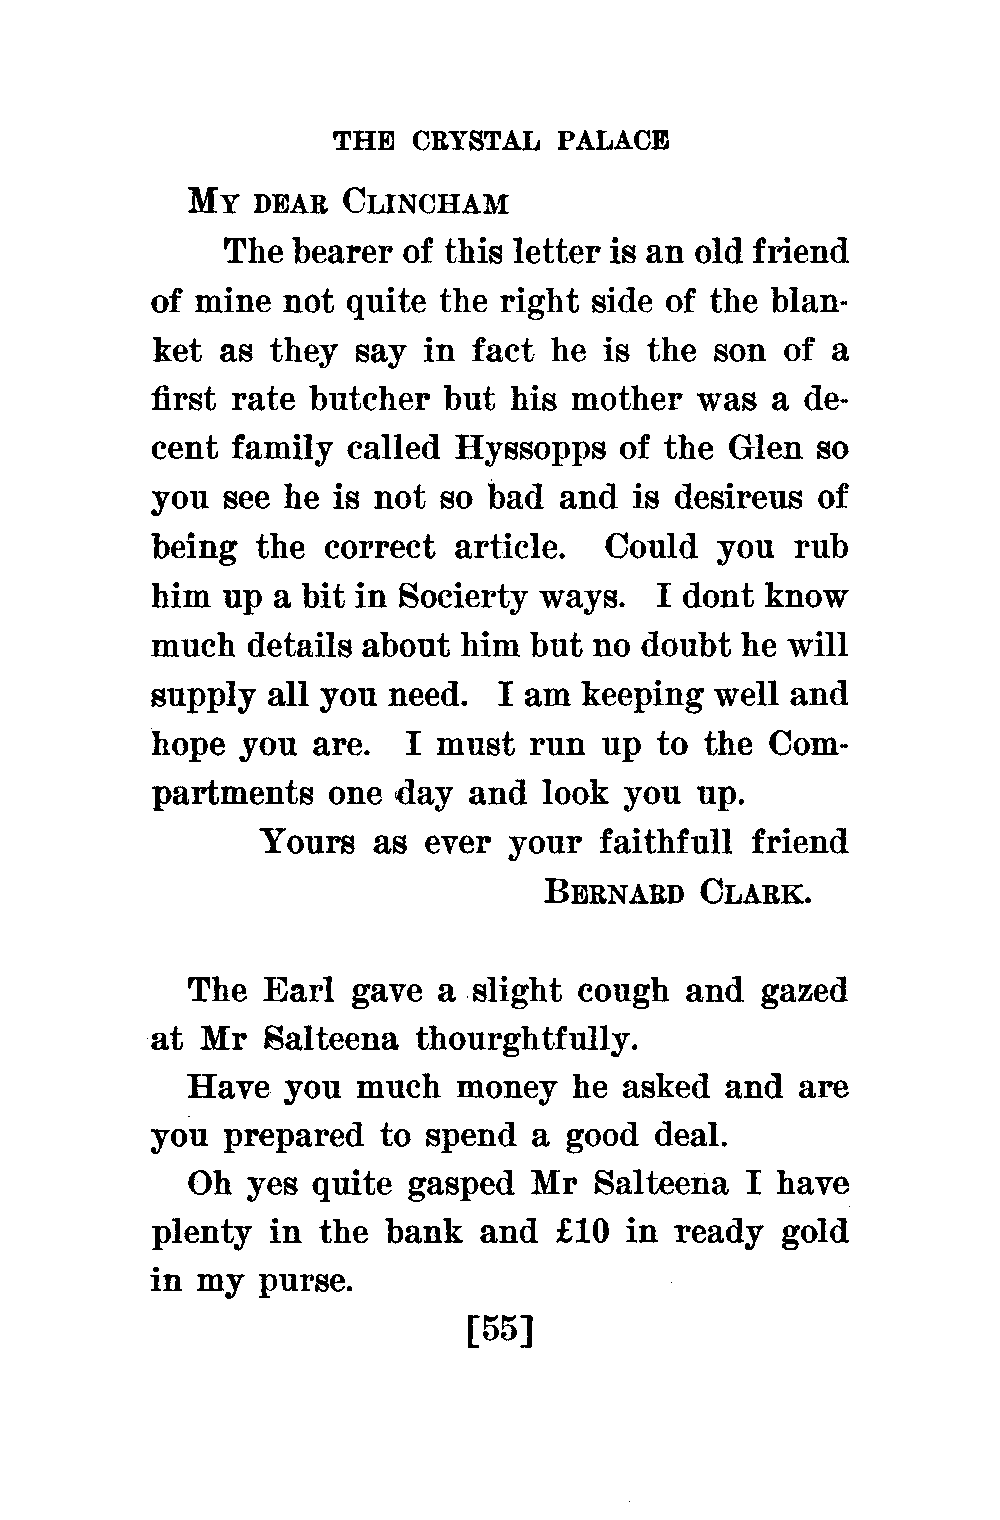 THE CRYSTAL PALACE
MY DEAR CLINCHAM
The bearer of this letter is an old friend
of mine not quite the right side of the blan-
ket as they say in fact he is the son of a
first rate butcher but his mother was a de-
cent family called Hyssopps of the Glen so
you see he is not so bad and is desireus of
being the correct article. Could you rub
him up a bit in Socierty ways. I dont know
much details about him but no doubt he will
supply all you need. I am keeping well and
hope you are. I must run up to the Com-
partments one day and look you up.
Yours as ever your faithfull friend
BERNARD CLARK.
The Earl gave a slight cough and gazed
at Mr Salteena thourghtfully.
Have you much money he asked and are
you prepared to spend a good deal.
Oh yes quite gasped Mr Salteena I have
plenty in the bank and £10 in ready gold
in my purse.
[55]